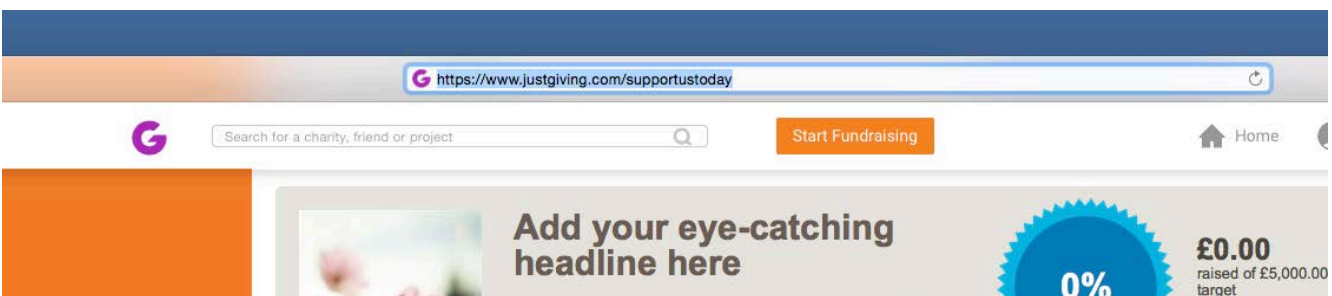 https://www.justgiving.com/supportustoday
Search for a charity, friend or project
Start Fundraising
Home
Add your eye-catching
headline here
0%
£0.00
raised of £5,000.00
target